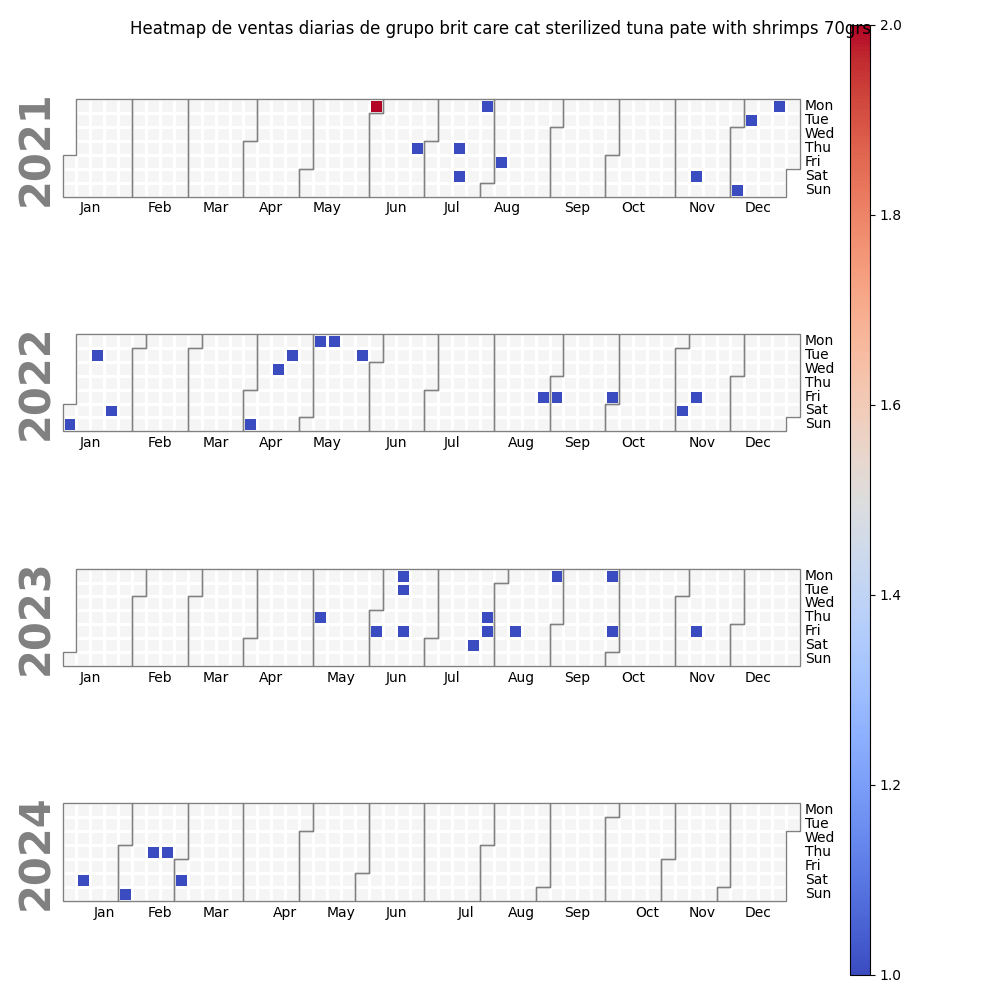 Heatmap de ventas diarias de grupo brit care cat sterilized tuna pate with shrimps 70grs
2.0
1.8
1.6
1.4
1.2
1.0
2021
Mon
Tue
Wed
Thu
Fri
Sat
Sun
Jan Feb Mar Apr May Jun Jul Aug Sep Oct Nov Dec
2022
Mon
Tue
Wed
Thu
Fri
Sat
Sun
Jan Feb Mar Apr May Jun Jul Aug Sep Oct Nov Dec
2023
Mon
Tue
Wed
Thu
Fri
Sat
Sun
Jan Feb Mar Apr May Jun Jul Aug Sep Oct Nov Dec
2024
Mon
Tue
Wed
Thu
Fri
Sat
Sun
Jan Feb Mar Apr May Jun Jul Aug Sep Oct Nov Dec